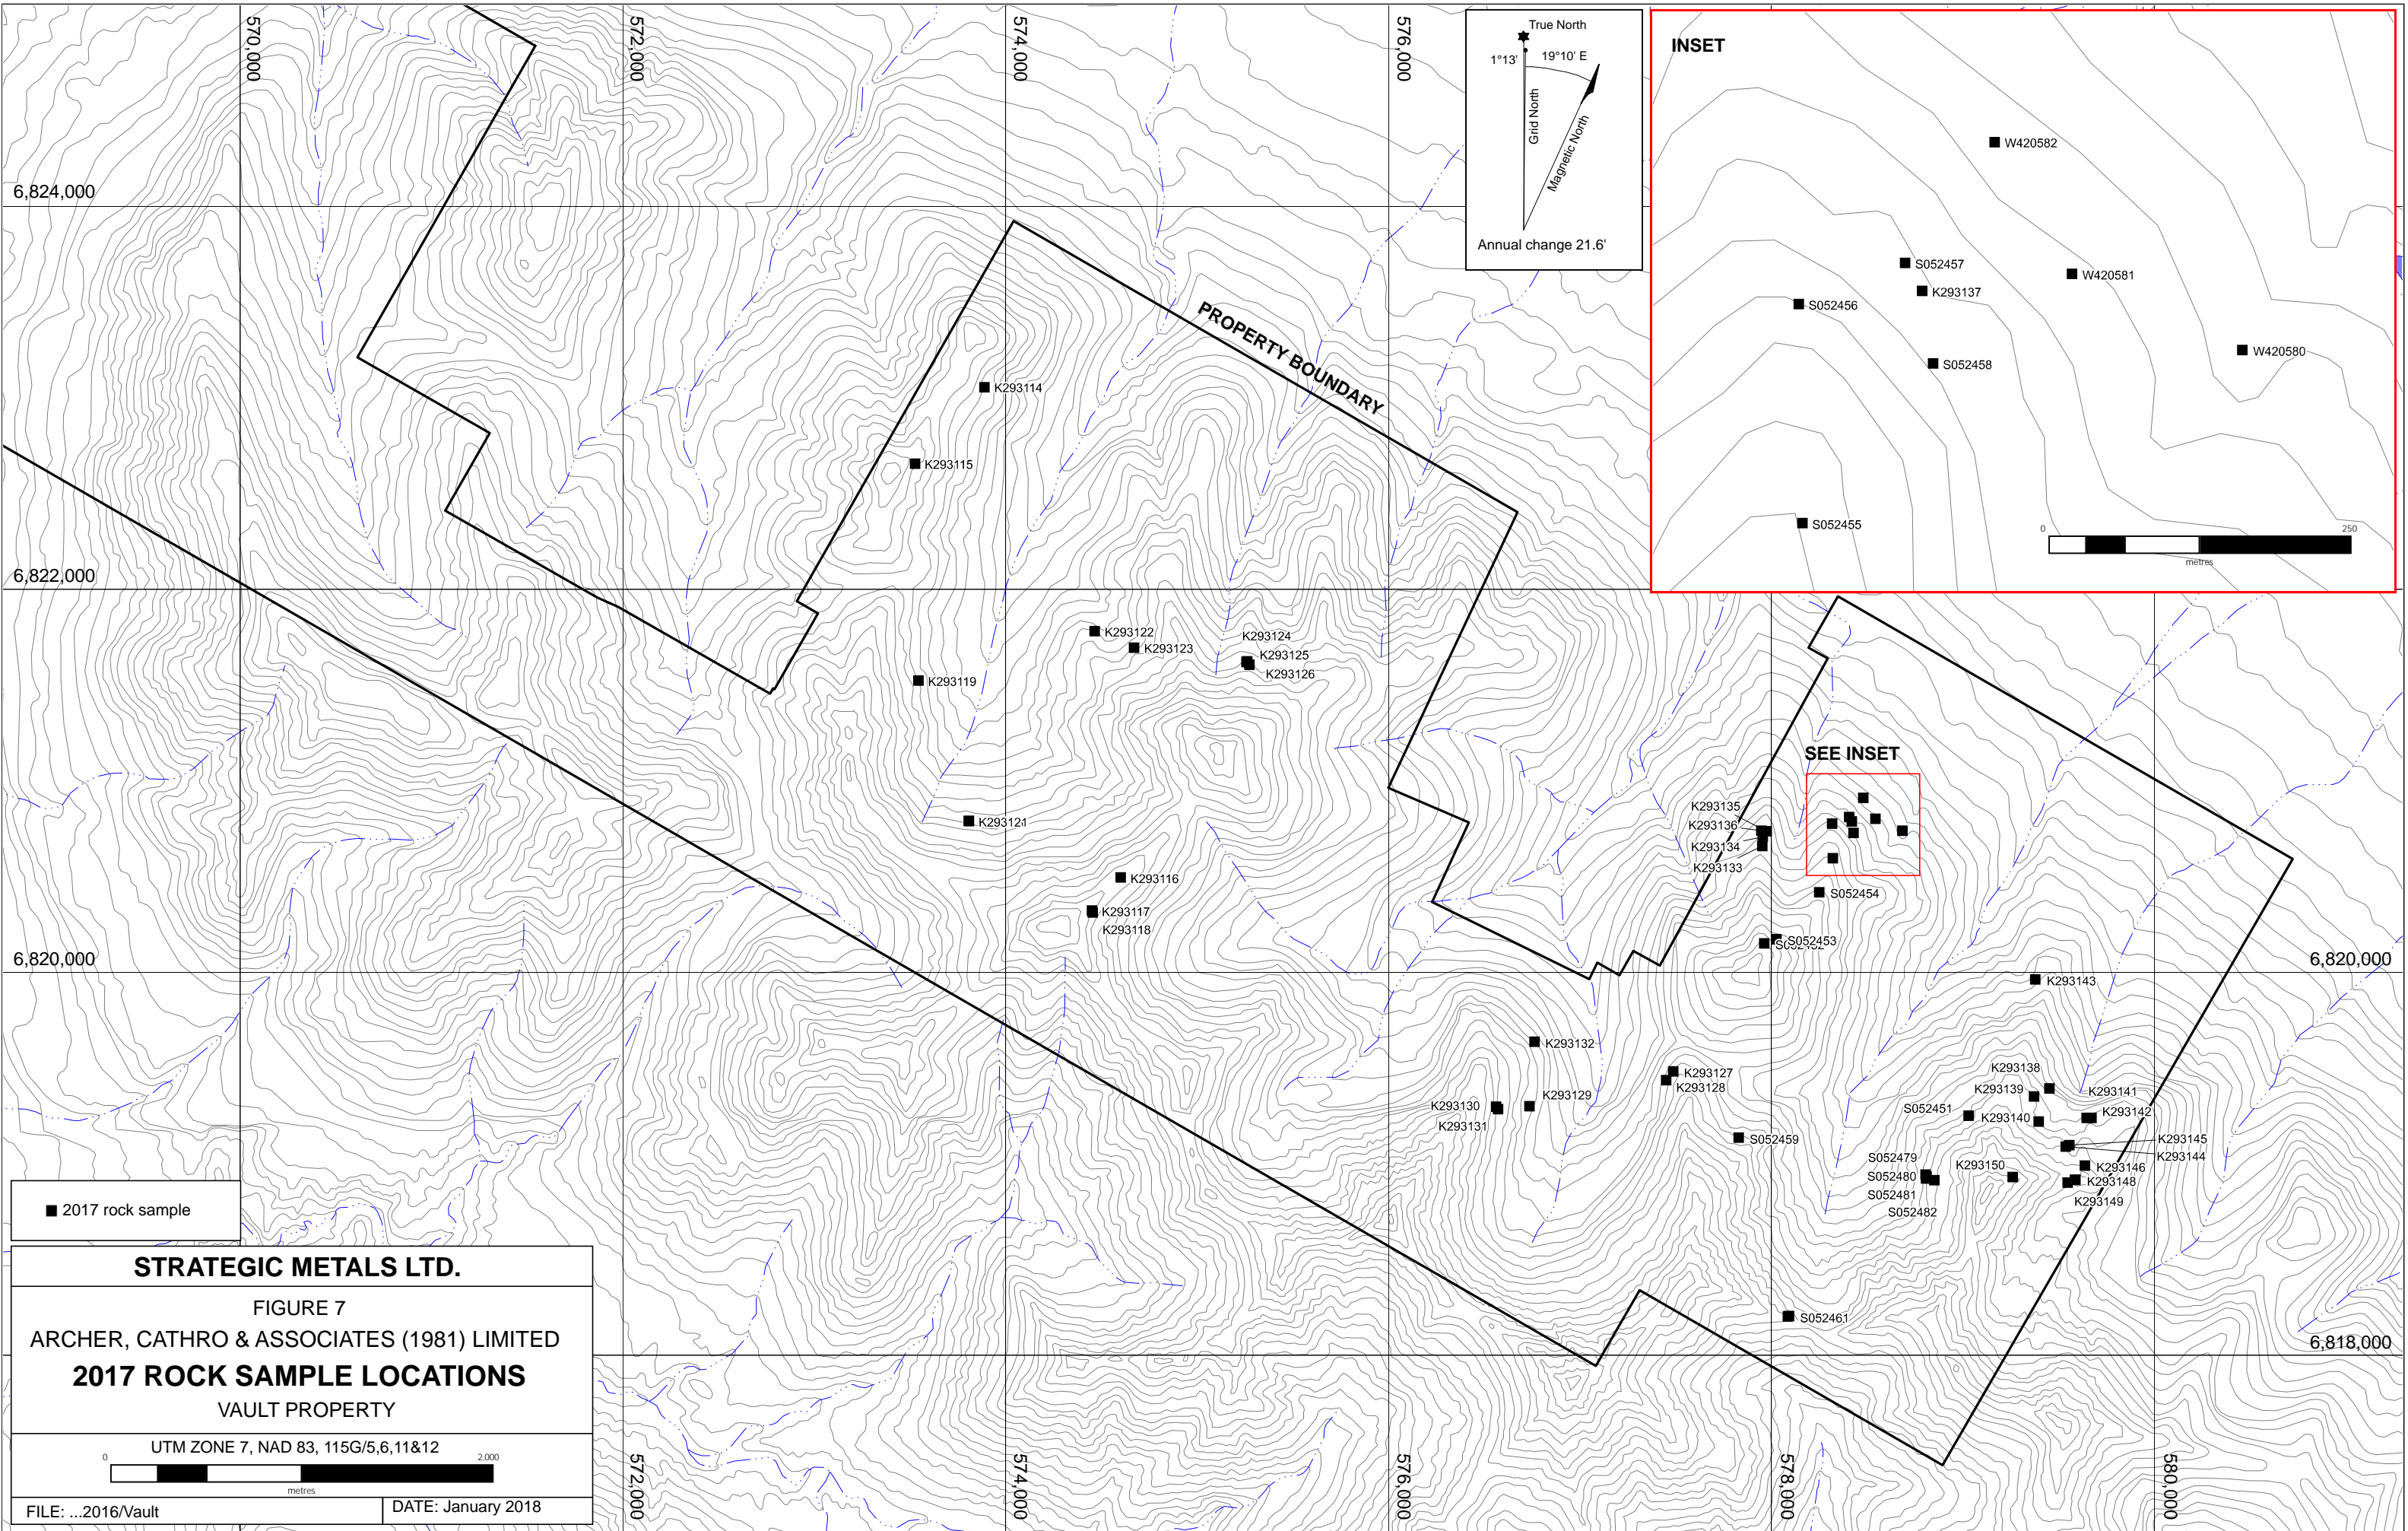 570,000
572,000
574,000
576,000
True North
1°13'
19°10' E
Grid North
Magnetic North
Annual change 21.6'
INSET
W420582
S052457
W420581
K293137
S052456
W420580
S052458
S052455
0
250
metres
6,824,000
PROPERTY BOUNDARY
K293114
K293115
6,822,000
K293122
K293123
K293124
K293125
K293126
K293119
SEE INSET
K293135
K293136
K293134
K293133
K293121
K293116
S052454
K293117
K293118
S052453
6,820,000
6,820,000
K293143
K293132
K293127
K293128
K293138
K293139
K293141
K293129
K293130
K293131
S052451
K293140
K293142
S052459
K293145
K293144
S052479
K293150
K293146
S052480
K293148
S052481
K293149
S052482
2017 rock sample
S052461
6,818,000
STRATEGIC METALS LTD.
FIGURE 7
ARCHER, CATHRO & ASSOCIATES (1981) LIMITED
2017 ROCK SAMPLE LOCATIONS
VAULT PROPERTY
UTM ZONE 7, NAD 83, 115G/5,6,11&12
0
2,000
metres
FILE: ...2016/Vault
DATE: January 2018
572,000
574,000
576,000
578,000
580,000